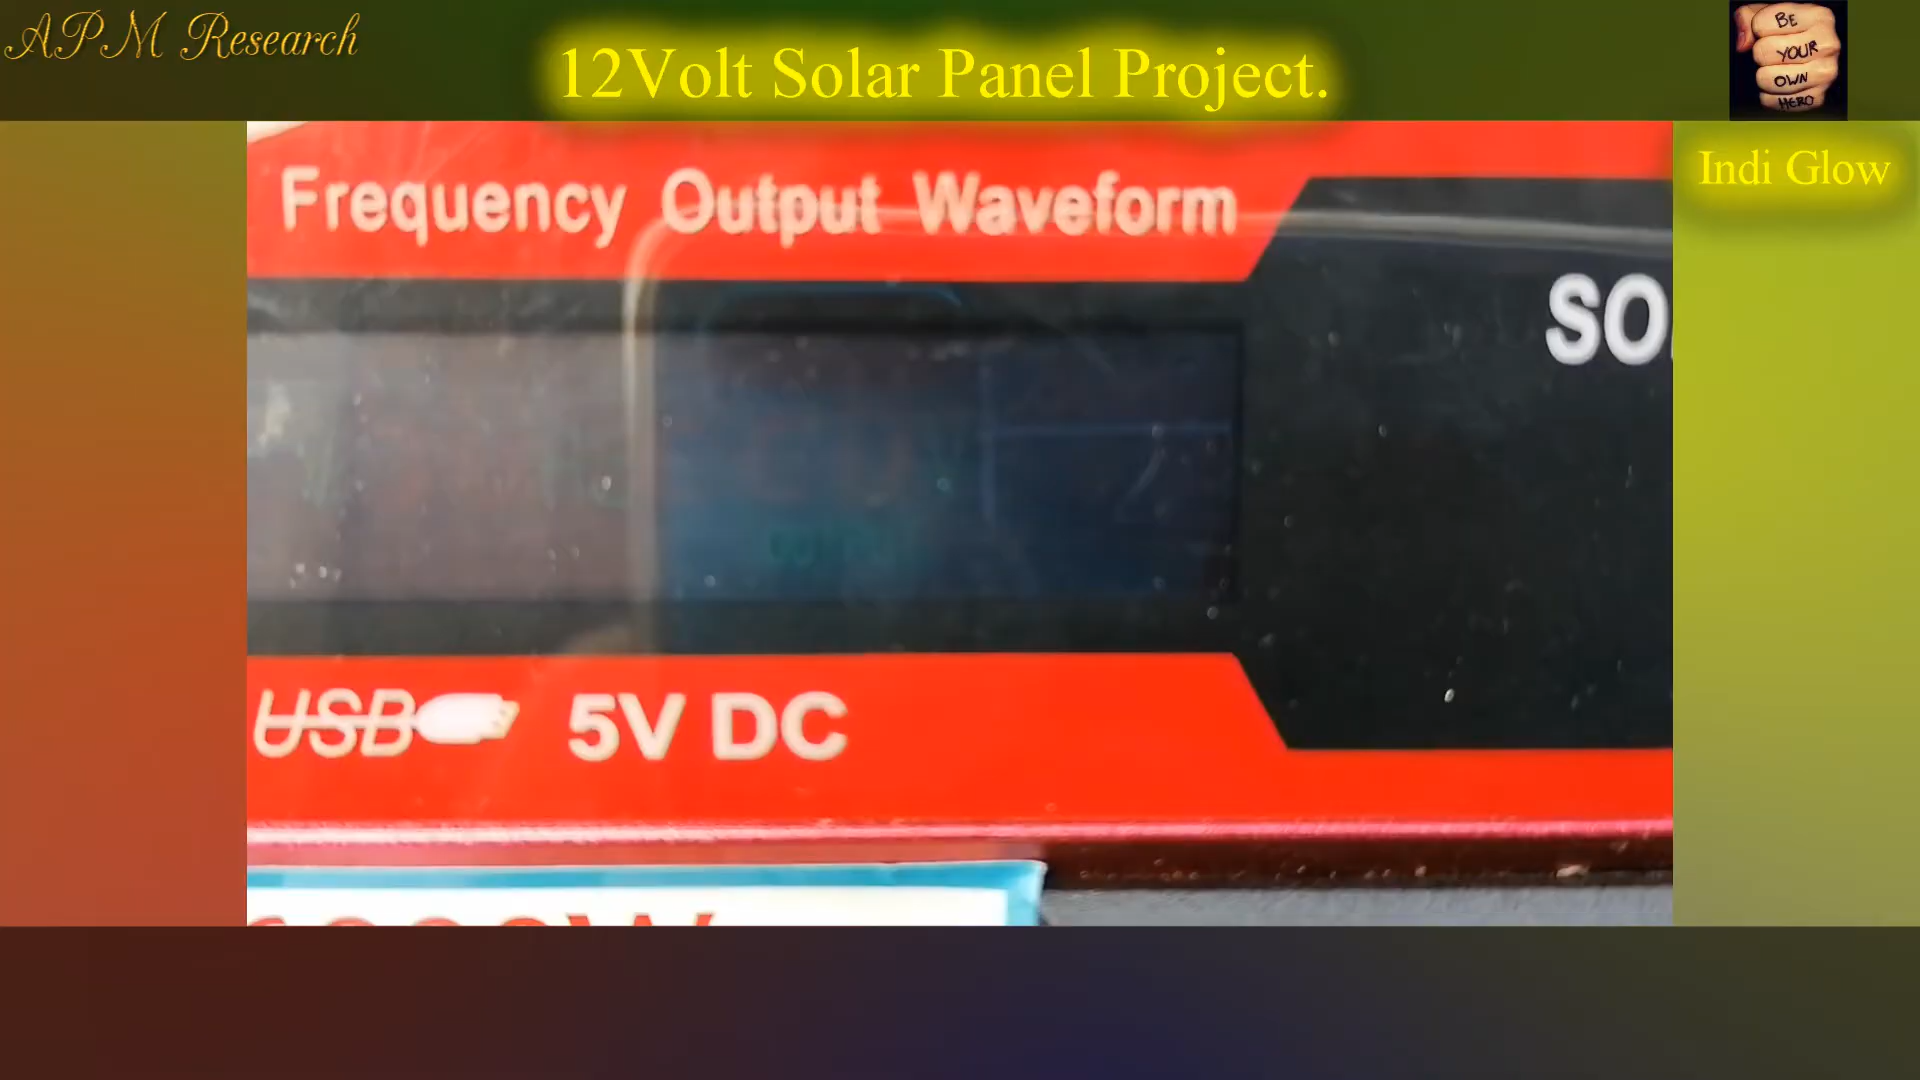 APM Research
12Volt Solar Panel Project.
BE
YOUR
OWN
HERO
Indi Glow
Frequency Output Waveform
SO
USB 5V DC